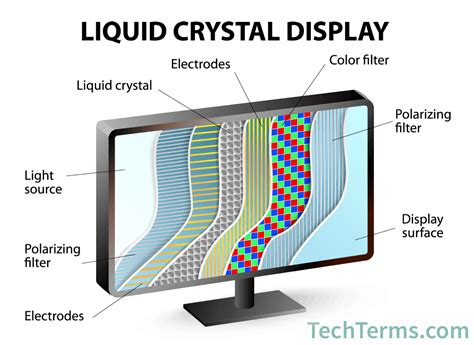 LIQUID CRYSTAL DISPLAY
Electrodes
Color filter
Liquid crystal
Polarizing
filter
Light
source
Display
surface
Polarizing
filter
Electrodes
TechTerms.com